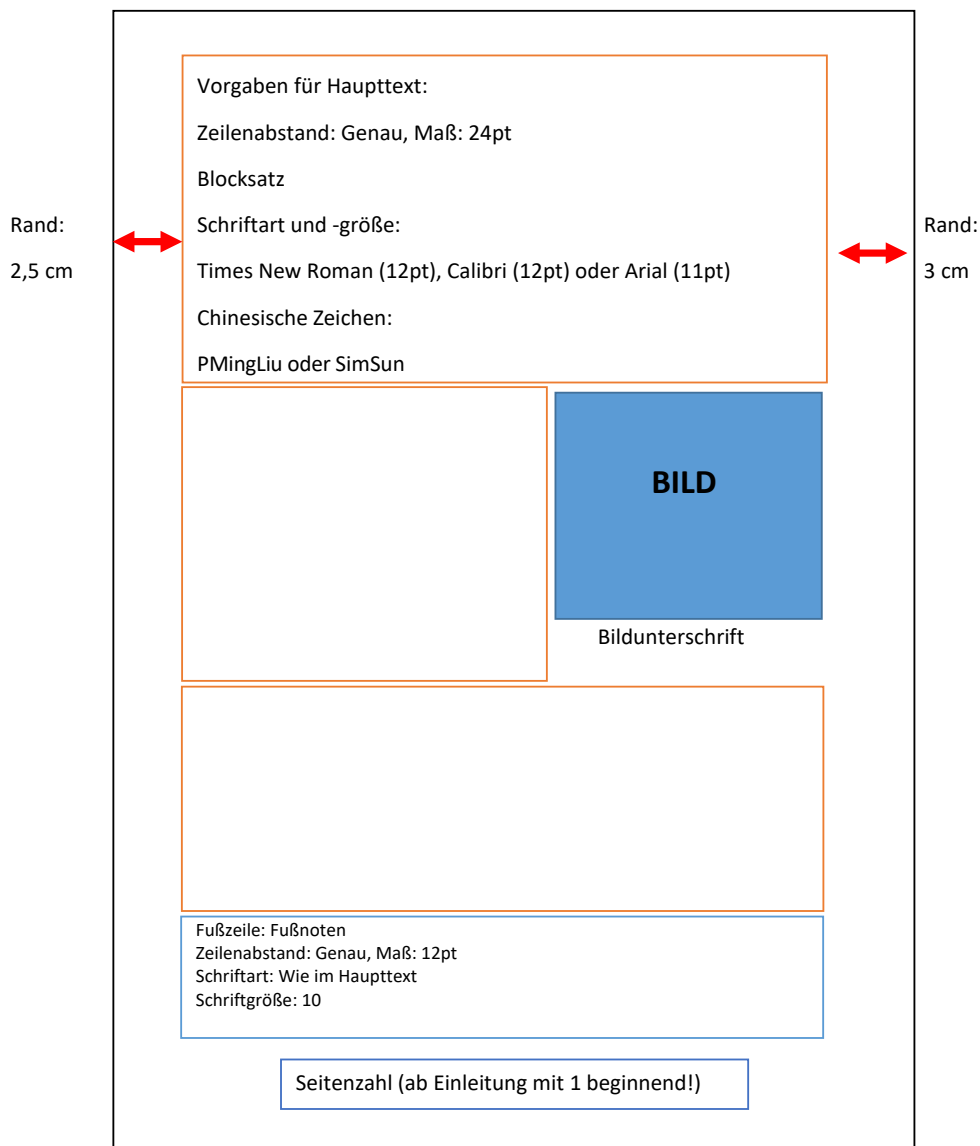 Vorgaben für Haupttext:
Zeilenabstand: Genau, Maß: 24pt
Blocksatz
Schriftart und -größe:
Times New Roman (12pt), Calibri (12pt) oder Arial (11pt)
Chinesische Zeichen:
PMingLiu oder SimSun
Rand:
2,5 cm
Rand:
3 cm
BILD
Bildunterschrift
Fußzeile: Fußnoten
Zeilenabstand: Genau, Maß: 12pt
Schriftart: Wie im Haupttext
Schriftgröße: 10
Seitenzahl (ab Einleitung mit 1 beginnend!)